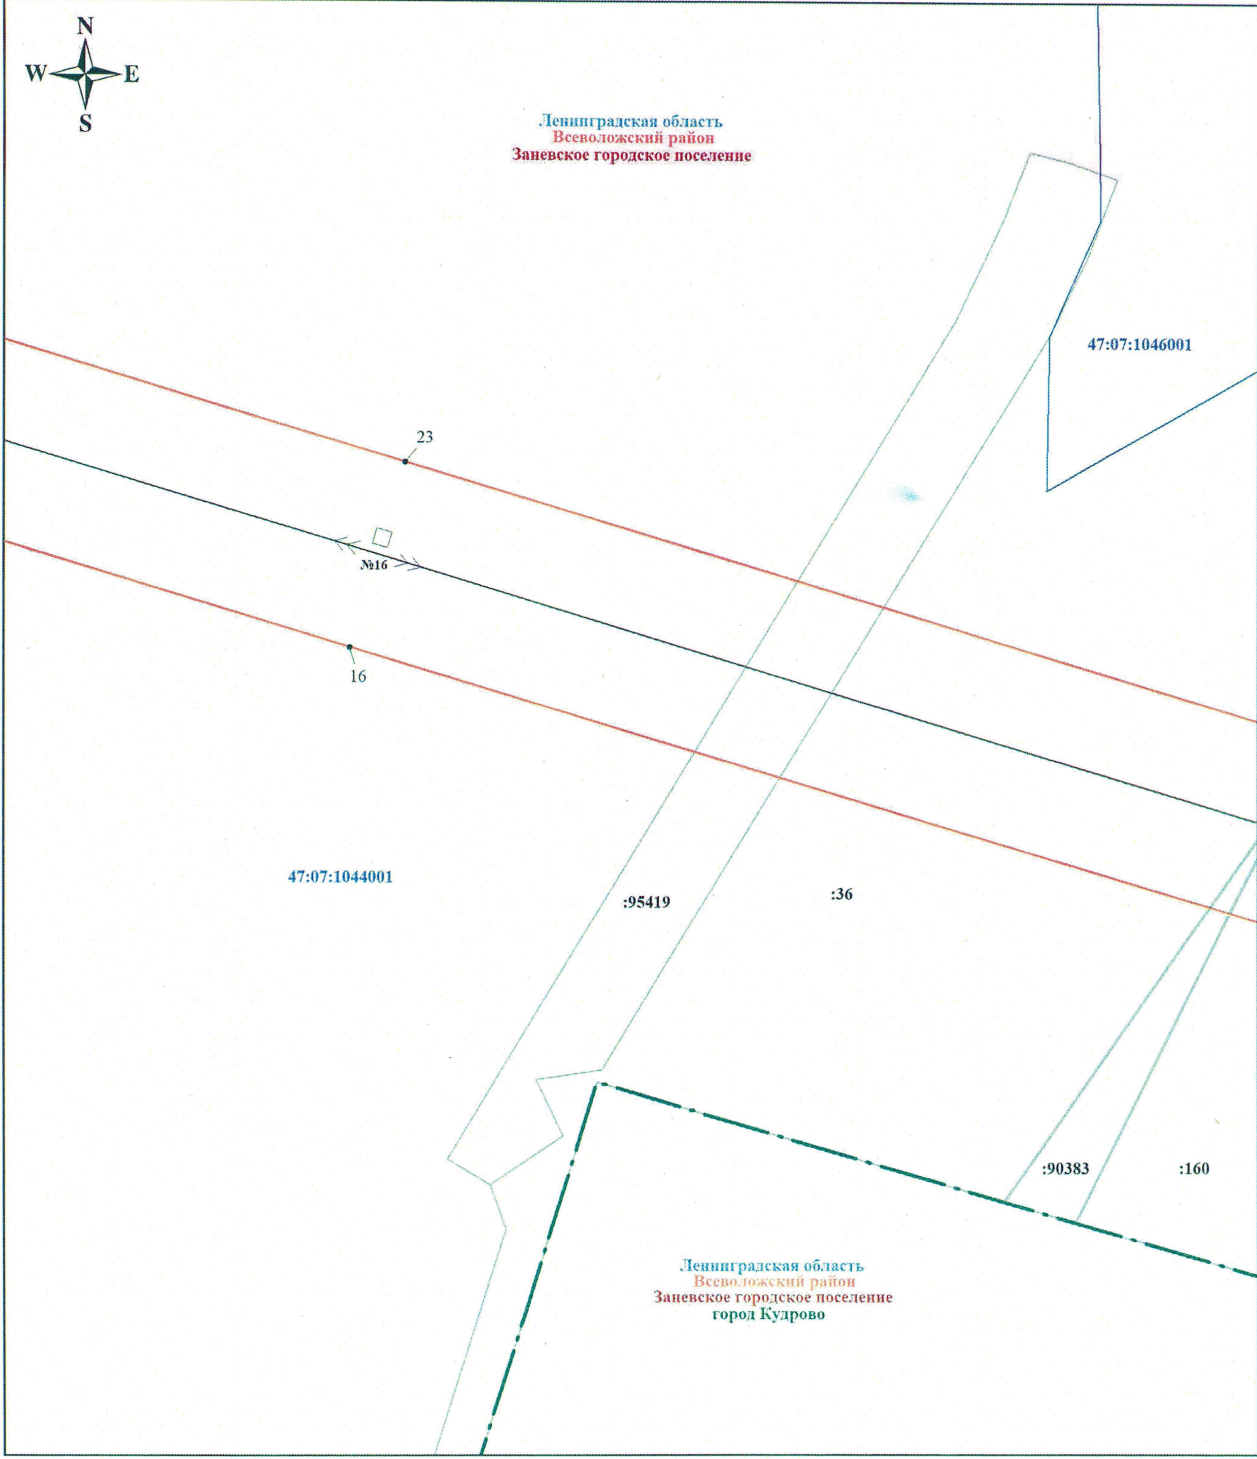 N
W E
S
Ленинградская область
Всеволожский район
Заневское городское поселение
47:07:1046001
23
№16
16
47:07:1044001
:95419
:36
:90383
:160
Ленинградская область
Всеволожский район
Заневское городское поселение
город Кудрово